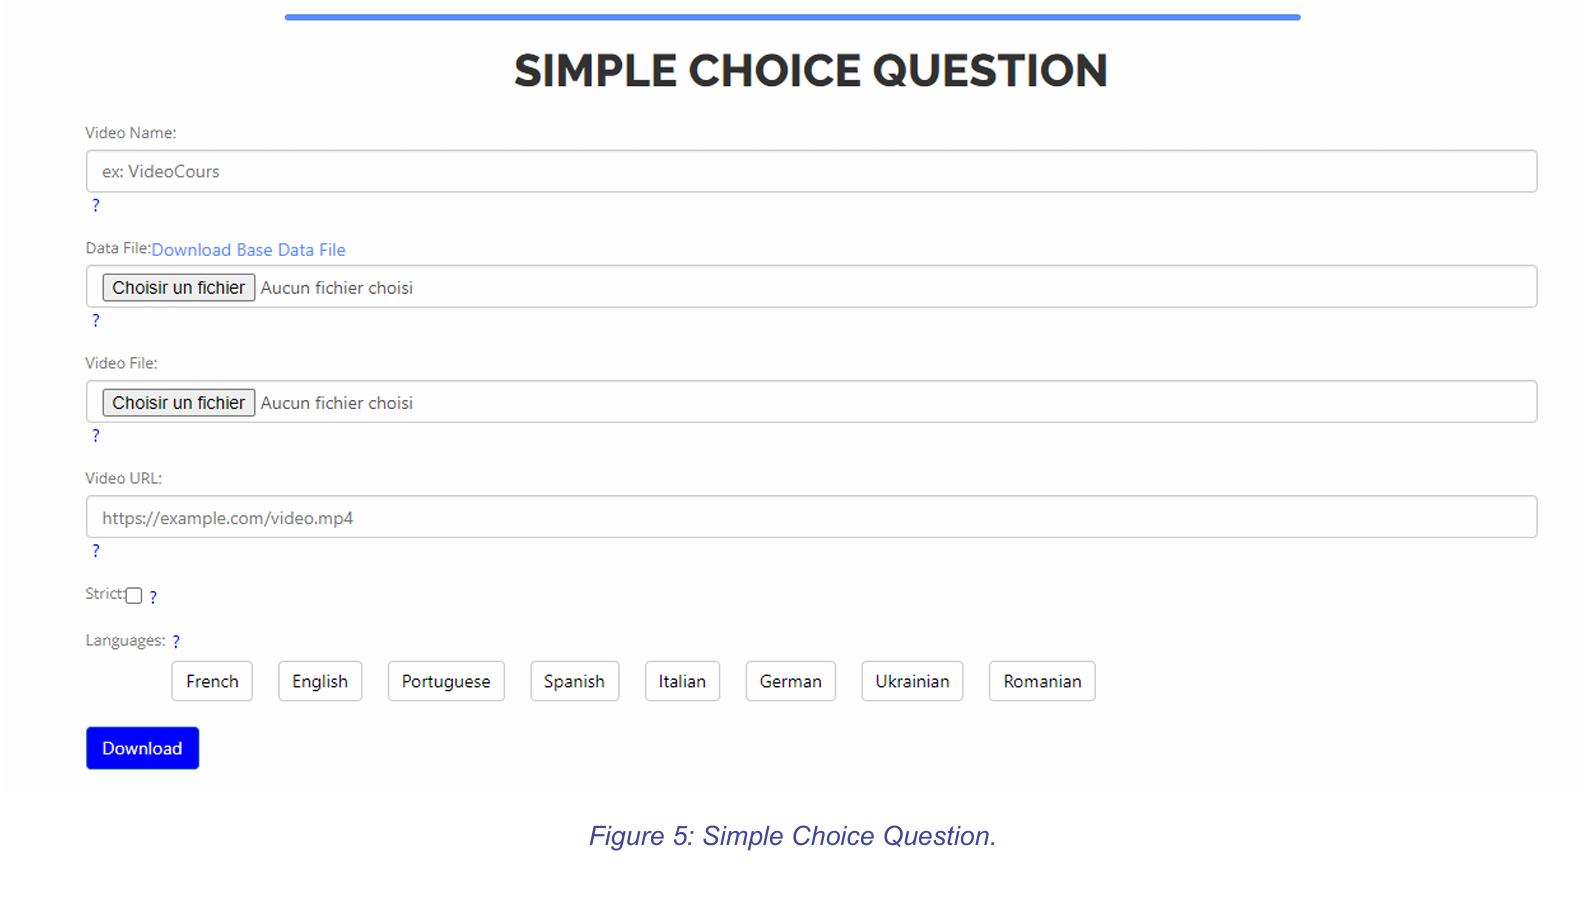 SIMPLE CHOICE QUESTION
Video Name:
ex: VideoCours
?
Data File:Download Base Data File
Choisir un fichier Aucun fichier choisi
?
Video File:
Choisir un fichier Aucun fichier choisi
?
Video URL:
https://example.com/video.mp4
?
Strict: ?
Languages: ?
French English Portuguese Spanish Italian German Ukrainian Romanian
Download
Figure 5: Simple Choice Question.